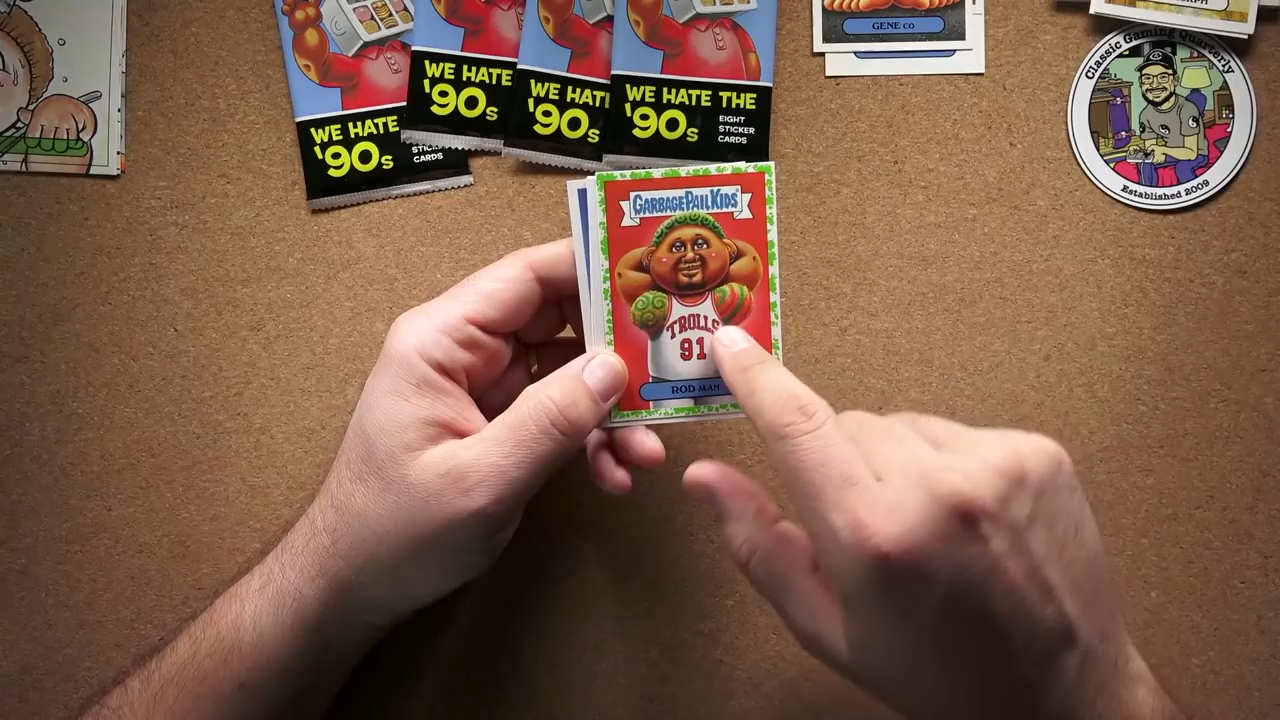 WE HATE
'90s
STICKER
CARDS
WE HATE
'90s
WE HATE
'90s
WE HATE THE
'90s
EIGHT
STICKER
CARDS
GENE CO
Classic Gaming Quarterly
Established 2009
GARBAGE PAIL KIDS
TROLLS
91
ROD MAN